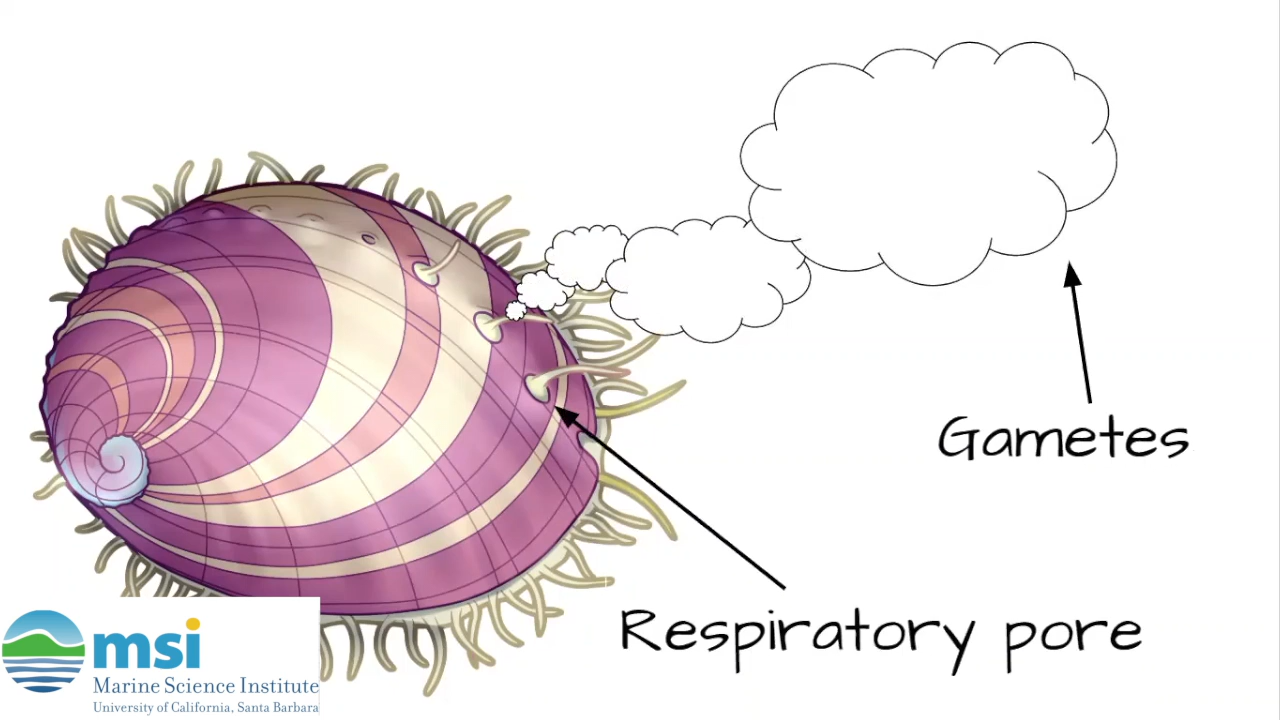 Gametes
Respiratory pore
msi
Marine Science Institute
University of California, Santa Barbara